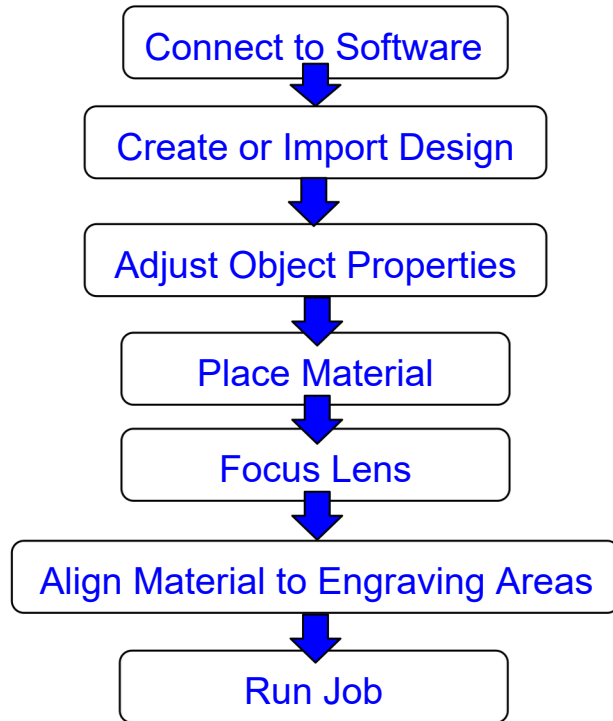 Connect to Software
Create or Import Design
Adjust Object Properties
Place Material
Focus Lens
Align Material to Engraving Areas
Run Job